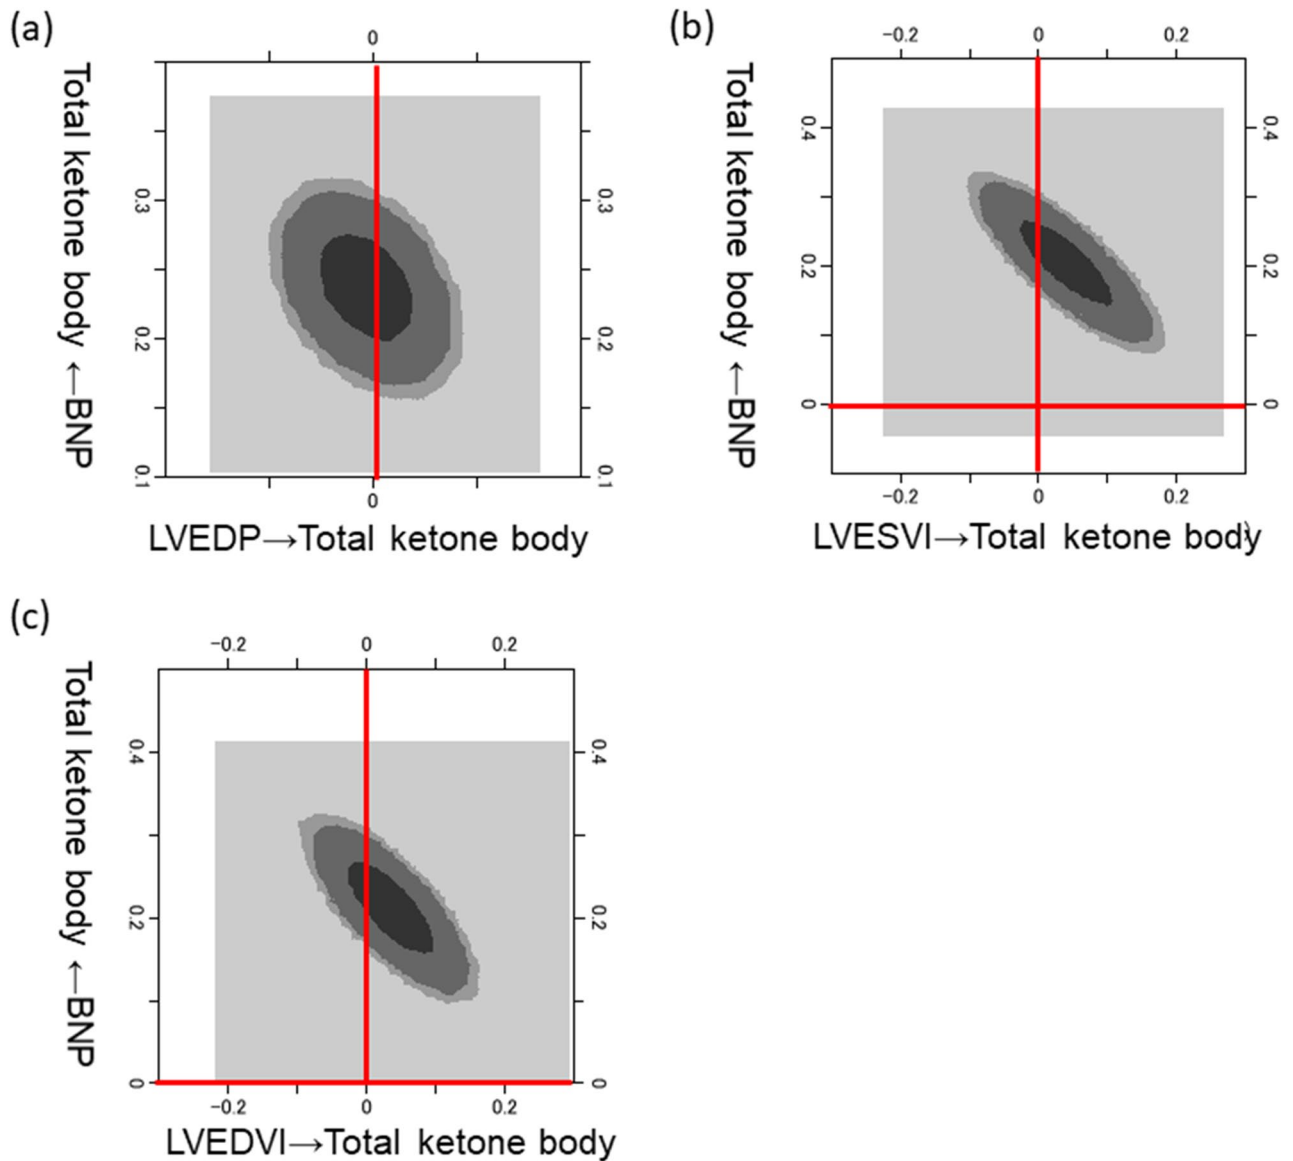 (a)
0
Total ketone body ←BNP
0.3
0.2
0.1
0.3
0.2
0.1
0
LVEDP→Total ketone body
(b)
−0.2 0 0.2
Total ketone body ←BNP
0.4
0.2
0
0.4
0.2
0
−0.2 0 0.2
LVESVI→Total ketone body
(c)
−0.2 0 0.2
Total ketone body ←BNP
0.4
0.2
0
0.4
0.2
0
−0.2 0 0.2
LVEDVI→Total ketone body